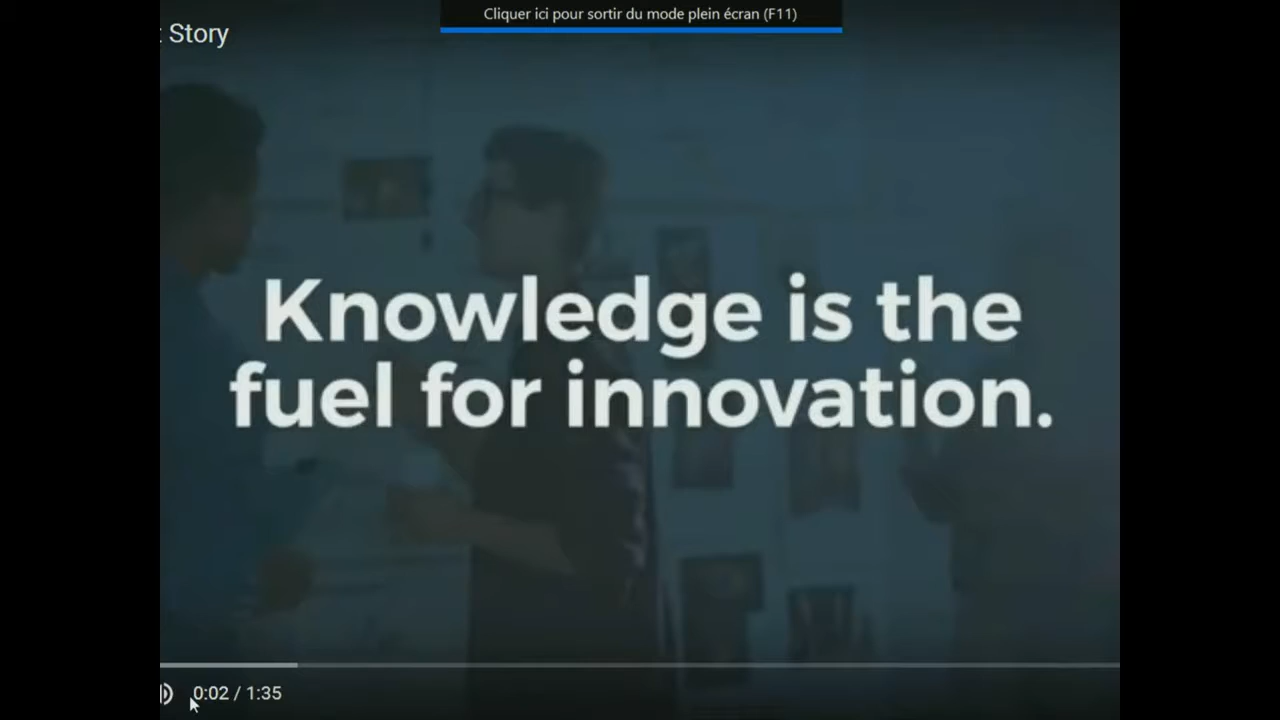 Cliquer ici pour sortir du mode plein écran (F11)
: Story
Knowledge is the
fuel for innovation.
0:02 / 1:35